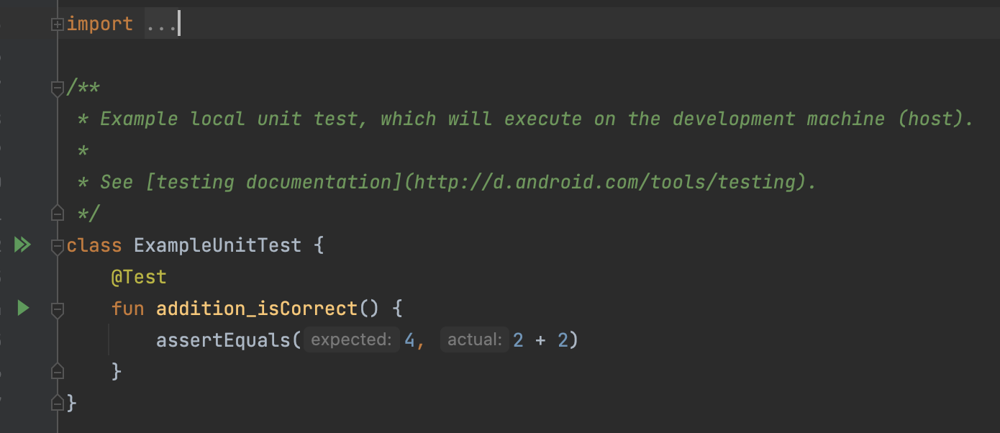 import ...
/**
* Example local unit test, which will execute on the development machine (host).
*
* See [testing documentation](http://d.android.com/tools/testing).
*/
class ExampleUnitTest {
@Test
fun addition_isCorrect() {
assertEquals( expected: 4, actual: 2 + 2)
}
}